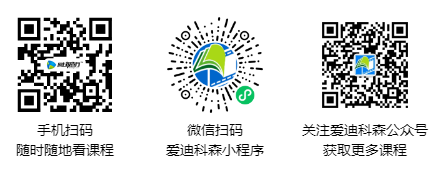 手机扫码
随时随地看课程
微信扫码
爱迪科森小程序
关注爱迪科森公众号
获取更多课程